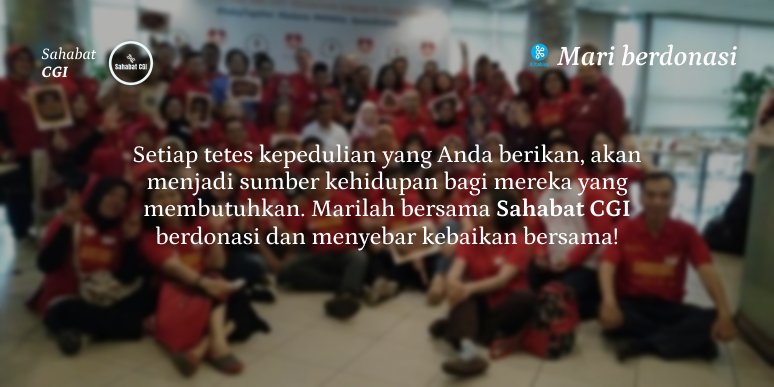 Sahabat
CGI
Sahabat CGI
Mari berdonasi
Setiap tetes kepedulian yang Anda berikan, akan
menjadi sumber kehidupan bagi mereka yang
membutuhkan. Marilah bersama Sahabat CGI
berdonasi dan menyebar kebaikan bersama!